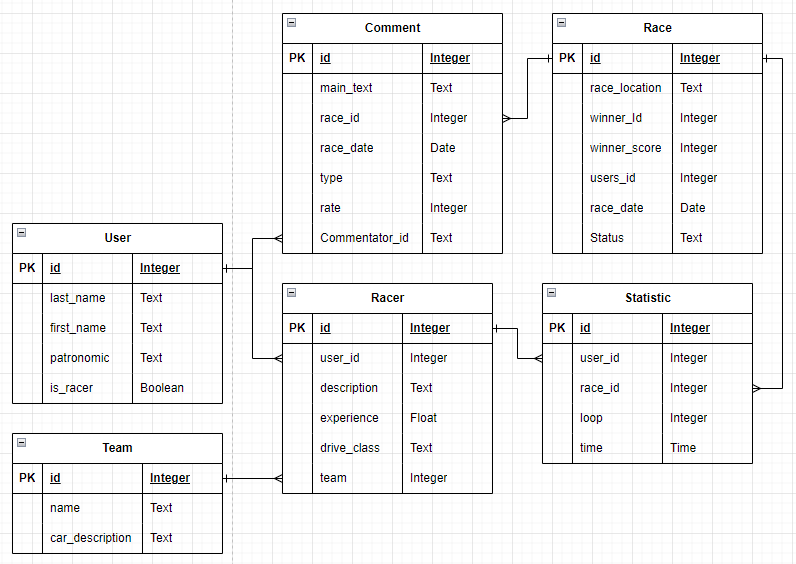 Comment
PK id Integer
main_text Text
race_id Integer
race_date Date
type Text
rate Integer
Commentator_id Text
Race
PK id Integer
race_location Text
winner_Id Integer
winner_score Integer
users_id Integer
race_date Date
Status Text
User
PK id Integer
last_name Text
first_name Text
patronomic Text
is_racer Boolean
Racer
PK id Integer
user_id Integer
description Text
experience Float
drive_class Text
team Integer
Statistic
PK id Integer
user_id Integer
race_id Integer
loop Integer
time Time
Team
PK id Integer
name Text
car_description Text